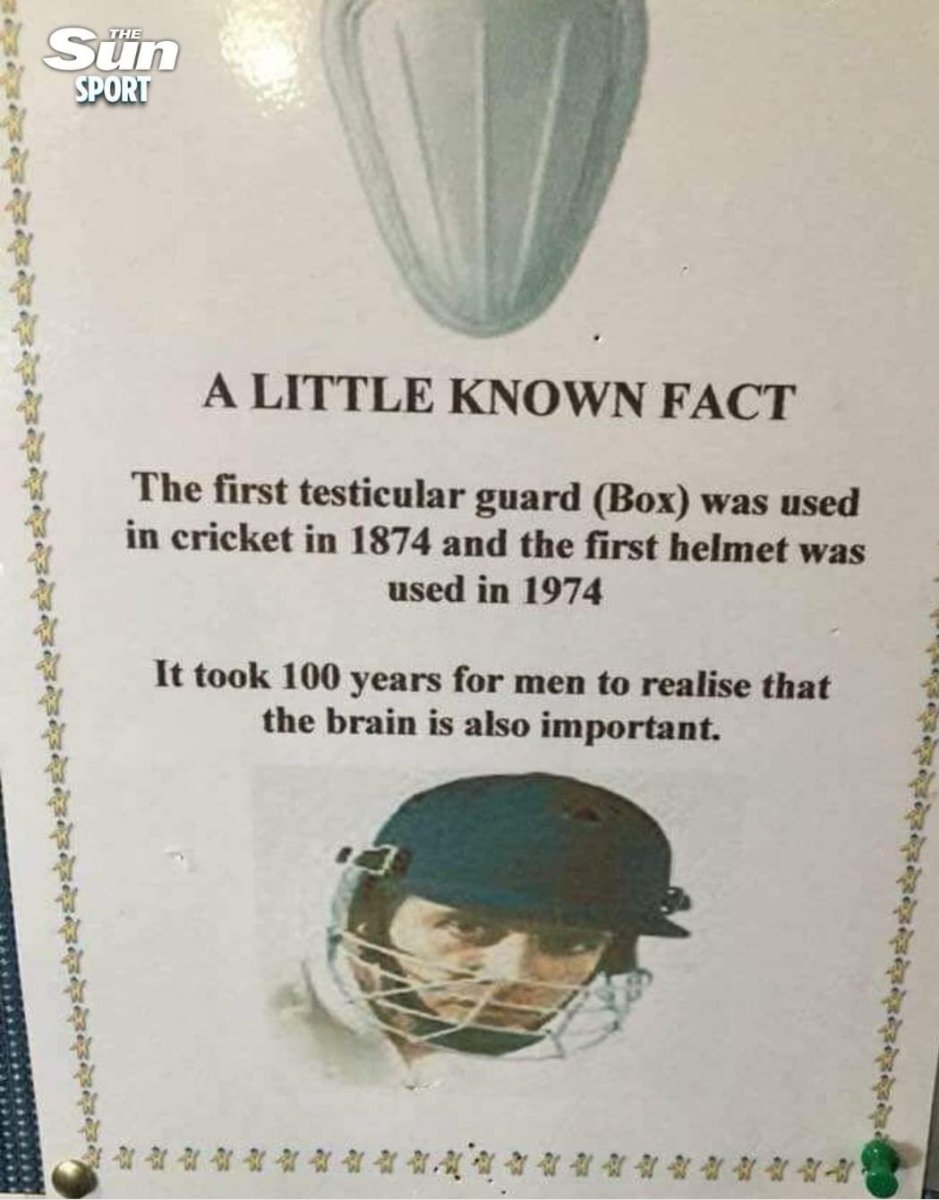 THE
Sun
SPORT
A LITTLE KNOWN FACT
The first testicular guard (Box) was used
in cricket in 1874 and the first helmet was
used in 1974
It took 100 years for men to realise that
the brain is also important.